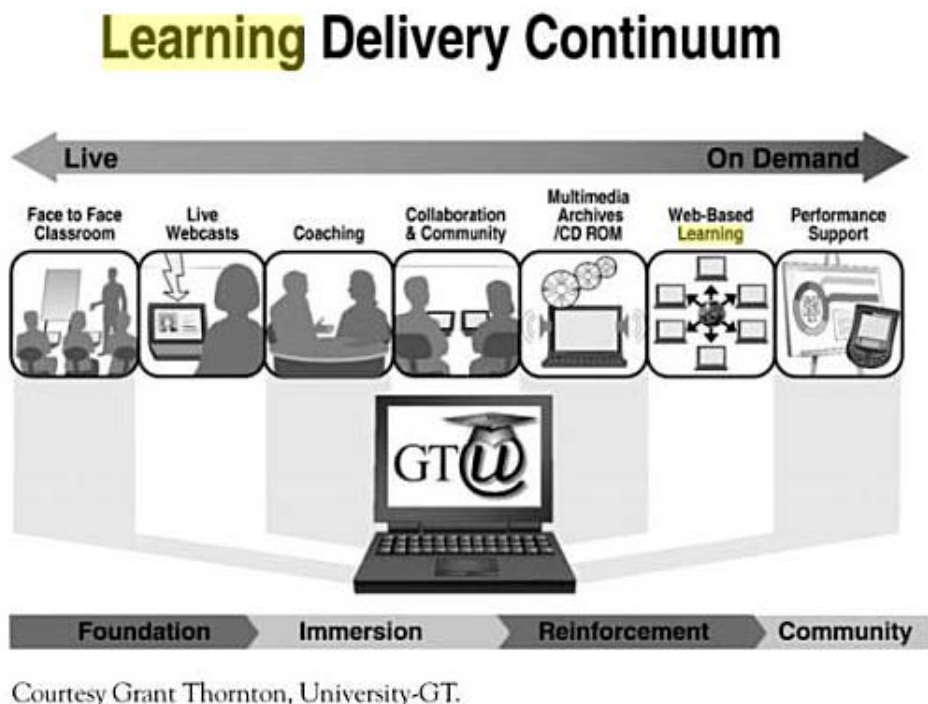 Learning Delivery Continuum
Live
On Demand
Face to Face
Classroom
Live
Webcasts
Coaching
Collaboration
& Community
Multimedia
Archives
/CD ROM
Web-Based
Learning
Performance
Support
GT@U
Foundation
Immersion
Reinforcement
Community
Courtesy Grant Thornton, University-GT.